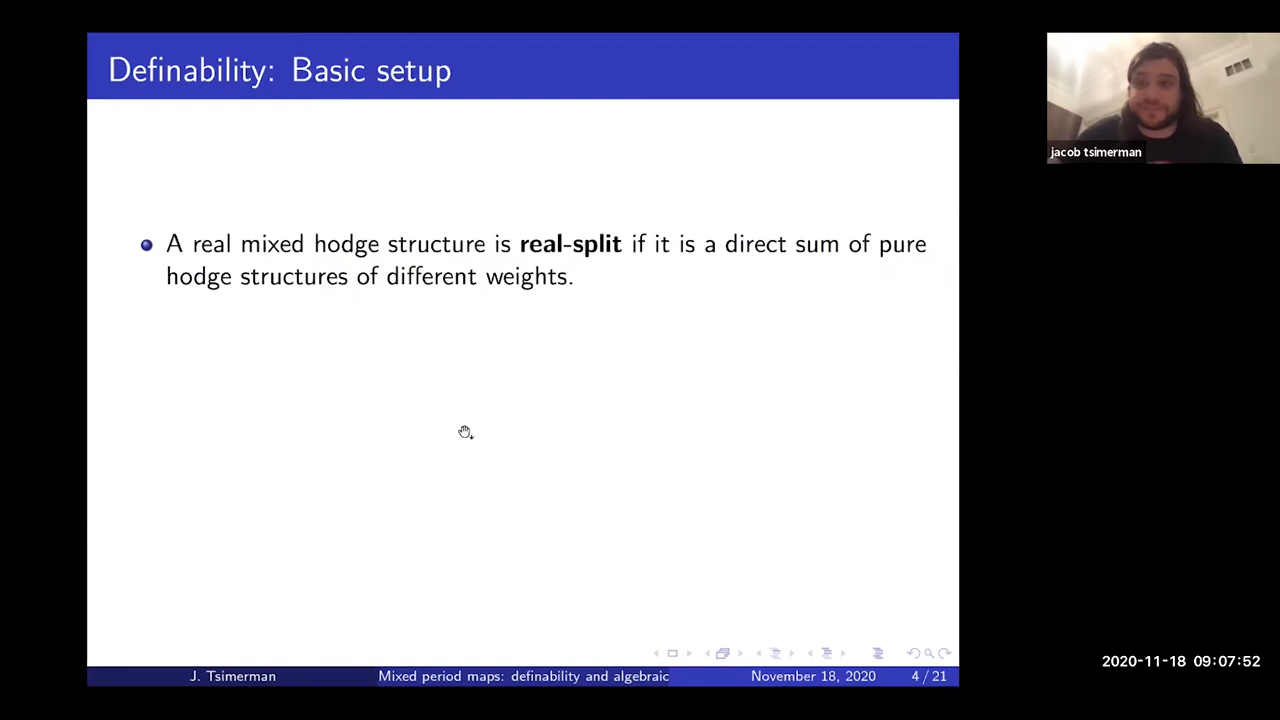 Definability: Basic setup
jacob tsimerman
A real mixed hodge structure is real-split if it is a direct sum of pure
hodge structures of different weights.
2020-11-18 09:07:52
J. Tsimerman
Mixed period maps: definability and algebraic
November 18, 2020
4 / 21